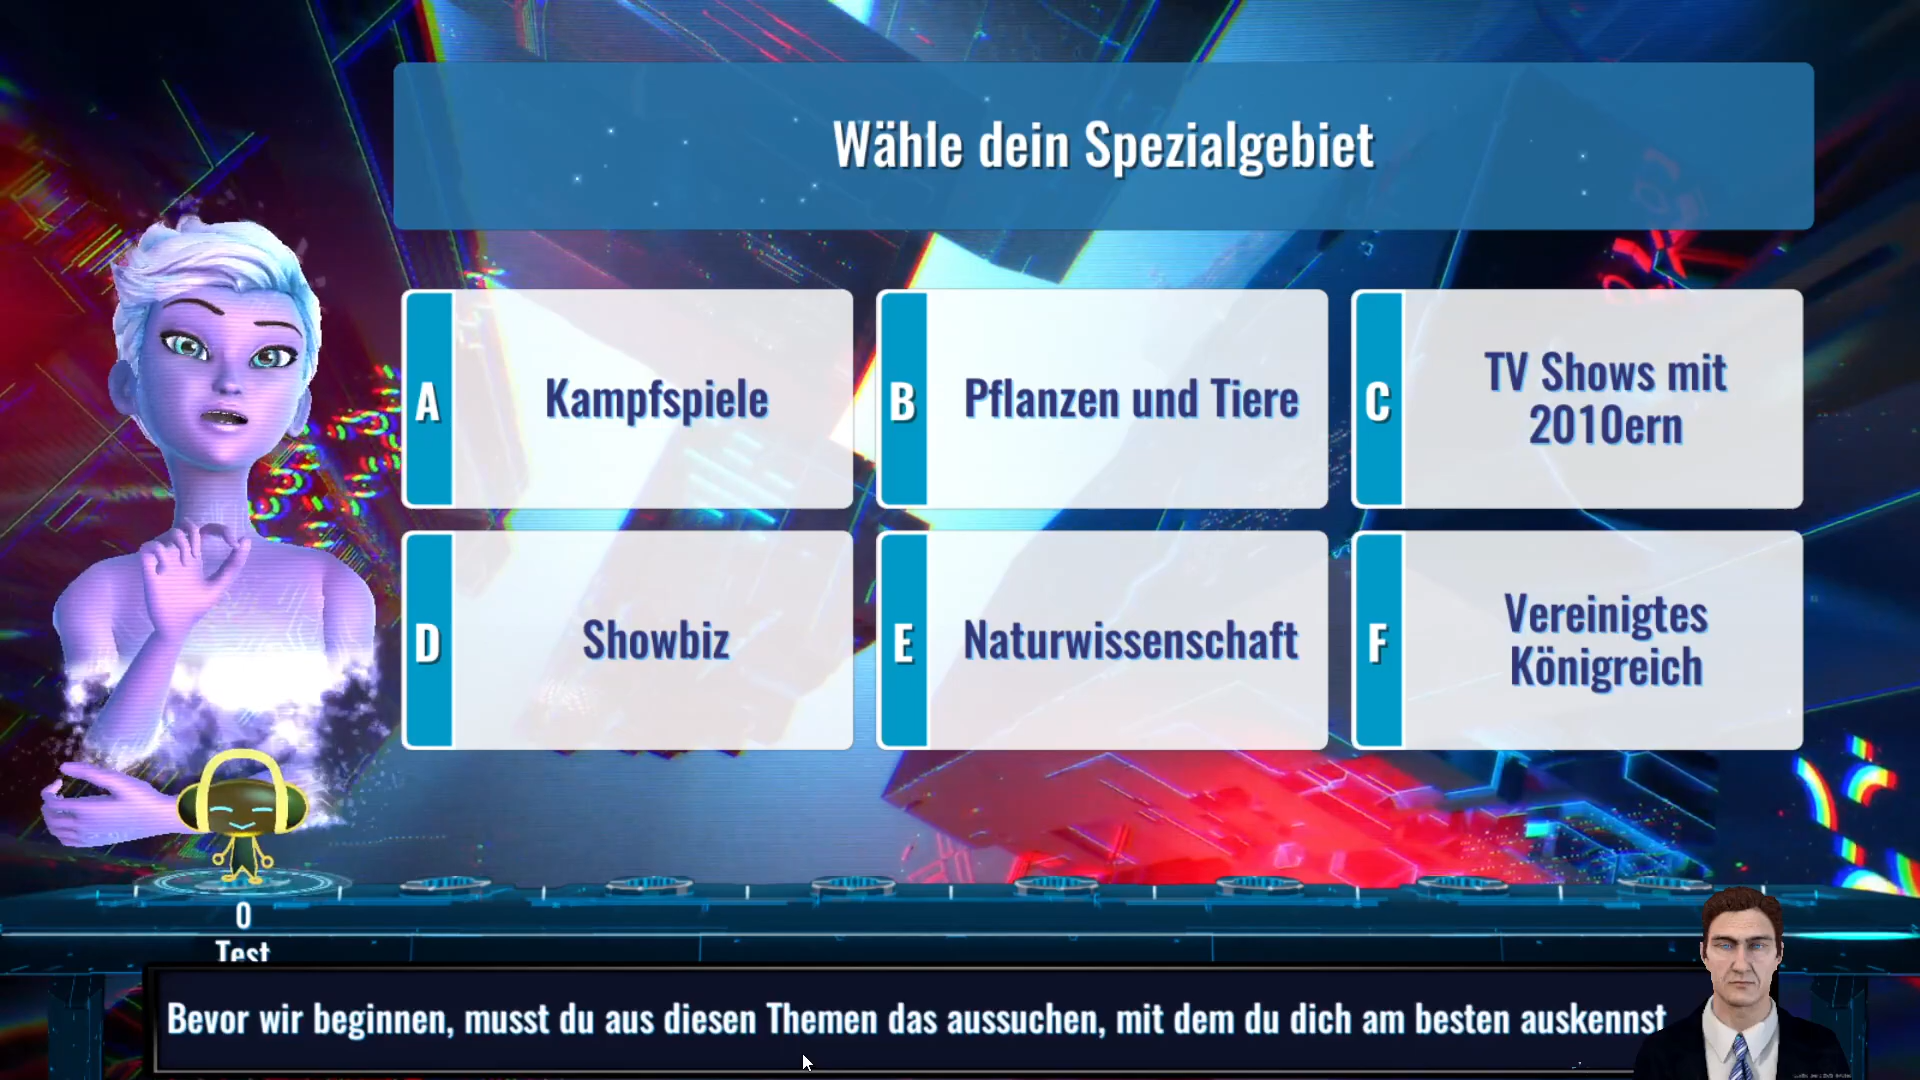 Wähle dein Spezialgebiet
A
Kampfspiele
B
Pflanzen und Tiere
C
TV Shows mit
2010ern
D
Showbiz
E
Naturwissenschaft
F
Vereinigtes
Königreich
0
Test
Bevor wir beginnen, musst du aus diesen Themen das aussuchen, mit dem du dich am besten auskennst